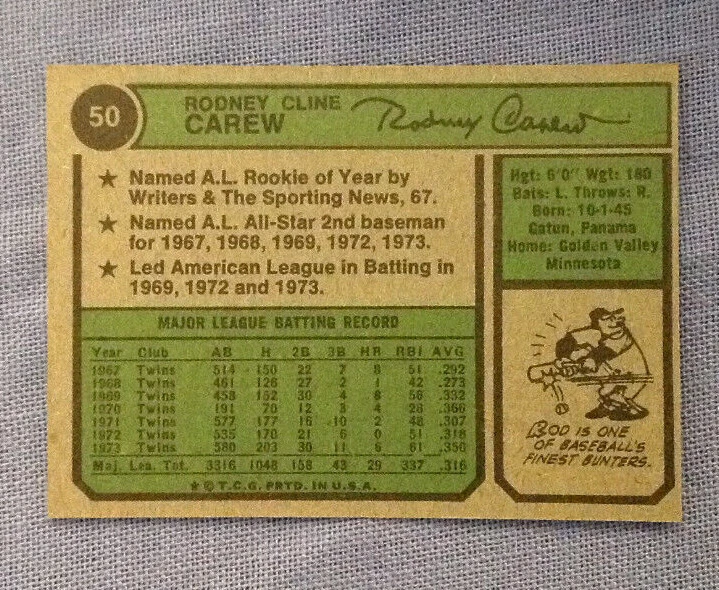 50
RODNEY CLINE
CAREW
Rodney Carew
★ Named A.L. Rookie of Year by
Writers & The Sporting News, 67.
★ Named A.L. All-Star 2nd baseman
for 1967, 1968, 1969, 1972, 1973.
★ Led American League in Batting in
1969, 1972 and 1973.
Hgt: 6'0" Wgt: 180
Bats: L. Throws: R.
Born: 10-1-45
Gatun, Panama
Home: Golden Valley
Minnesota
MAJOR LEAGUE BATTING RECORD
Year Club AB H 2B 3B HR RBI AVG
1967 Twins 514 150 22 7 8 51 .292
1968 Twins 461 126 27 2 1 42 .273
1969 Twins 458 152 30 4 8 56 .332
1970 Twins 191 70 12 3 4 28 .366
1971 Twins 577 177 16 10 2 48 .307
1972 Twins 535 170 21 6 0 51 .318
1973 Twins 580 203 30 11 6 61 .350
Maj. Lea. Tot. 3316 1048 158 43 29 337 .316
★ © T.C.G. PRTD. IN U.S.A.
ROD IS ONE
OF BASEBALL'S
FINEST BUNTERS.